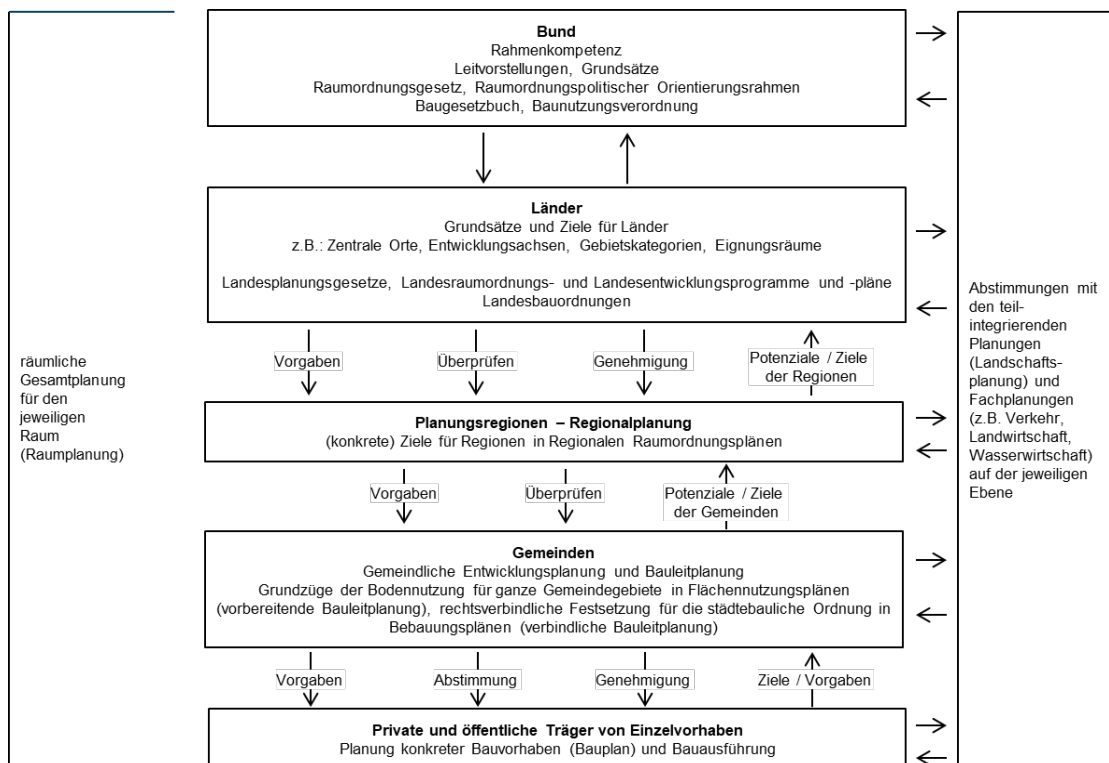 Bund
Rahmenkompetenz
Leitvorstellungen, Grundsätze
Raumordnungsgesetz, Raumordnungspolitischer Orientierungsrahmen
Baugesetzbuch, Baunutzungsverordnung
Länder
Grundsätze und Ziele für Länder
z.B.: Zentrale Orte, Entwicklungsachsen, Gebietskategorien, Eignungsräume
Landesplanungsgesetze, Landesraumordnungs- und Landesentwicklungsprogramme und -pläne
Landesbauordnungen
Vorgaben
Überprüfen
Genehmigung
Potenziale / Ziele
der Regionen
Planungsregionen – Regionalplanung
(konkrete) Ziele für Regionen in Regionalen Raumordnungsplänen
Vorgaben
Überprüfen
Potenziale / Ziele
der Gemeinden
Gemeinden
Gemeindliche Entwicklungsplanung und Bauleitplanung
Grundzüge der Bodennutzung für ganze Gemeindegebiete in Flächennutzungsplänen
(vorbereitende Bauleitplanung), rechtsverbindliche Festsetzung für die städtebauliche Ordnung in
Bebauungsplänen (verbindliche Bauleitplanung)
Vorgaben
Abstimmung
Genehmigung
Ziele / Vorgaben
Private und öffentliche Träger von Einzelvorhaben
Planung konkreter Bauvorhaben (Bauplan) und Bauausführung
räumliche
Gesamtplanung
für den
jeweiligen
Raum
(Raumplanung)
Abstimmungen mit
den teil-
integrierenden
Planungen
(Landschafts-
planung) und
Fachplanungen
(z.B. Verkehr,
Landwirtschaft,
Wasserwirtschaft)
auf der jeweiligen
Ebene